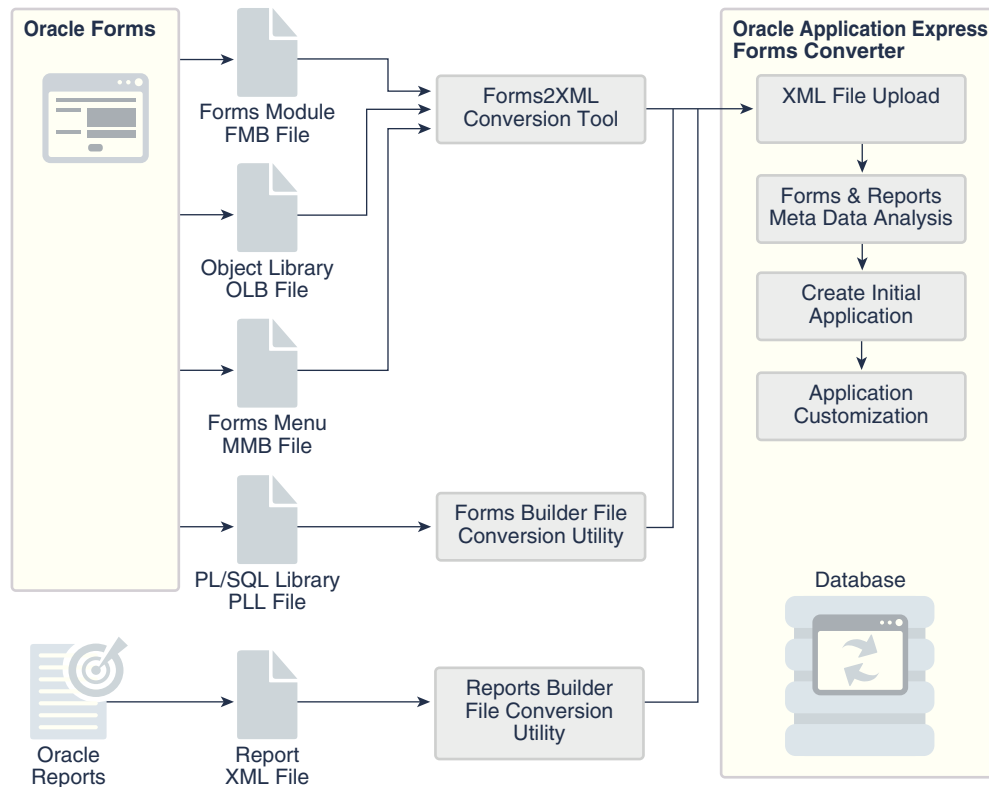 Oracle Forms
Forms Module
FMB File
Object Library
OLB File
Forms Menu
MMB File
PL/SQL Library
PLL File
Oracle
Reports
Report
XML File
Forms2XML
Conversion Tool
Forms Builder File
Conversion Utility
Reports Builder
File Conversion
Utility
Oracle Application Express
Forms Converter
XML File Upload
Forms & Reports
Meta Data Analysis
Create Initial
Application
Application
Customization
Database